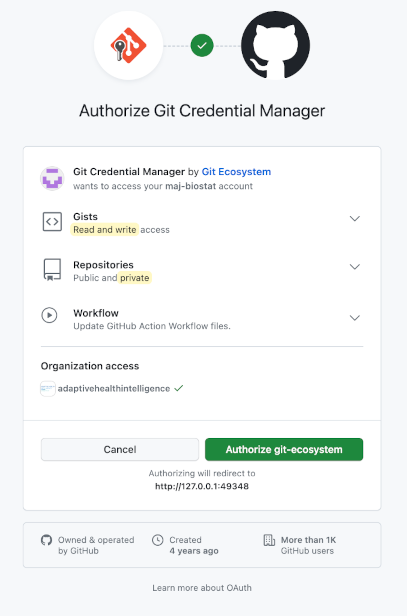 Authorize Git Credential Manager
Git Credential Manager by Git Ecosystem
wants to access your maj-biostat account
Gists
Read and write access
Repositories
Public and private
Workflow
Update GitHub Action Workflow files.
Organization access
adaptivehealthintelligence
Cancel
Authorize git-ecosystem
Authorizing will redirect to
http://127.0.0.1:49348
Owned & operated
by GitHub
Created
4 years ago
More than 1K
GitHub users
Learn more about OAuth